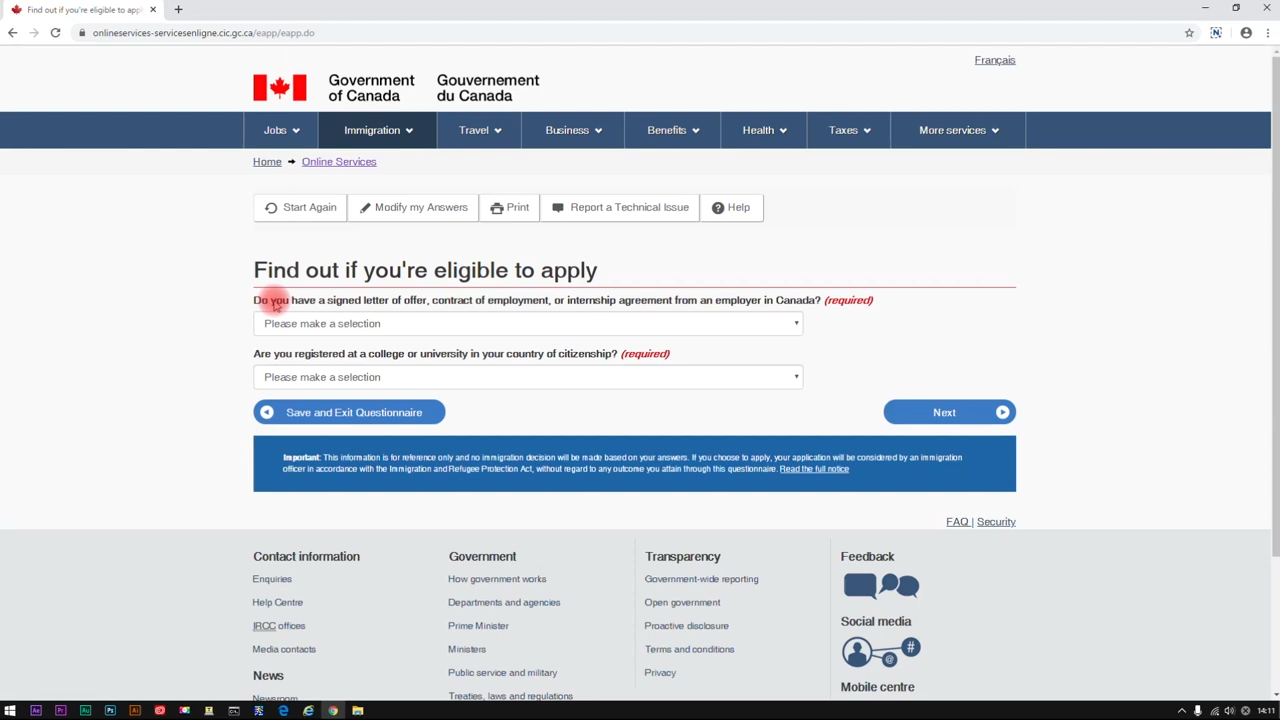 Find out if you're eligible to app
onlineservices-servicesenligne.cic.gc.ca/eapp/eapp.do
Français
Government of Canada
Gouvernement du Canada
Jobs Immigration Travel Business Benefits Health Taxes More services
Home Online Services
Start Again Modify my Answers Print Report a Technical Issue Help
Find out if you're eligible to apply
Do you have a signed letter of offer, contract of employment, or internship agreement from an employer in Canada? (required)
Please make a selection
Are you registered at a college or university in your country of citizenship? (required)
Please make a selection
Save and Exit Questionnaire Next
Important: This information is for reference only and no immigration decision will be made based on your answers. If you choose to apply, your application will be considered by an immigration
officer in accordance with the Immigration and Refugee Protection Act, without regard to any outcome you attain through this questionnaire. Read the full notice
FAQ | Security
Contact information
Enquiries
Help Centre
IRCC offices
Media contacts
News
Newsroom
Government
How government works
Departments and agencies
Prime Minister
Ministers
Public service and military
Treaties, laws and regulations
Transparency
Government-wide reporting
Open government
Proactive disclosure
Terms and conditions
Privacy
Feedback
Social media
# @
Mobile centre
Ae Pr Au Ps Ai
14:11